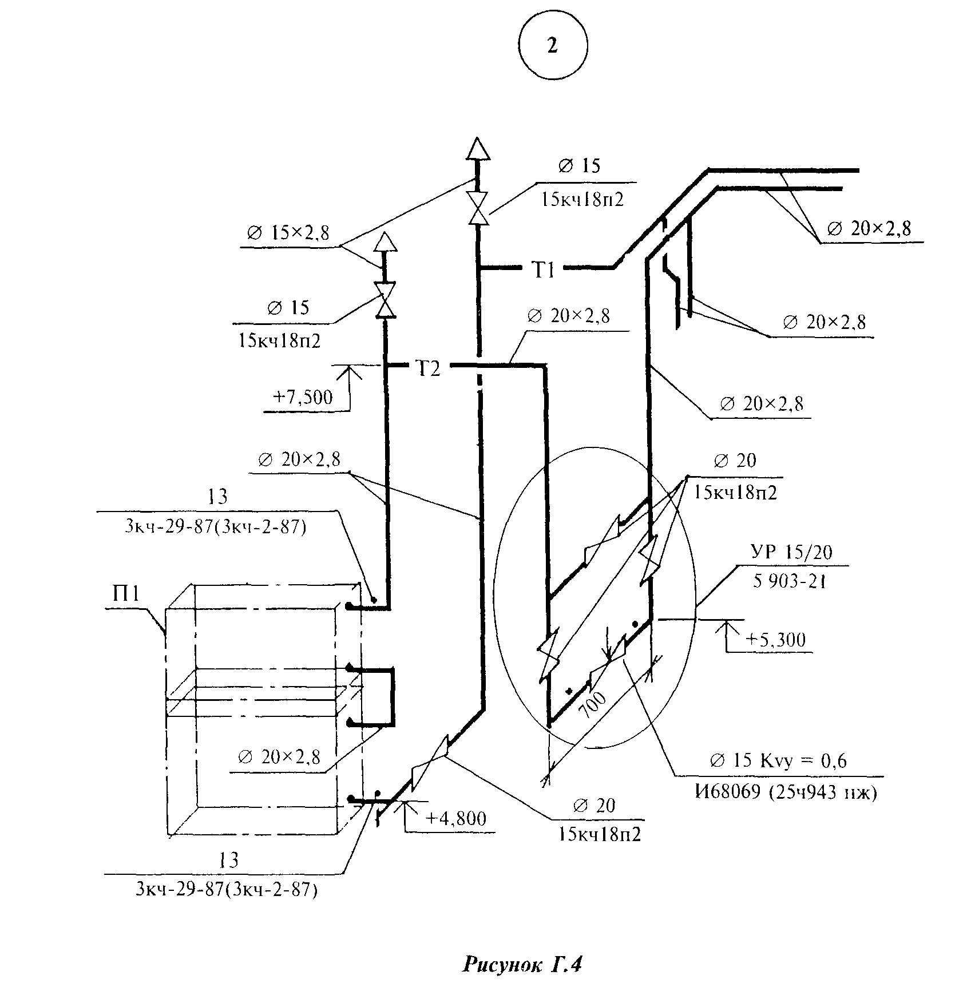 2
∅ 15
15кч18п2
∅ 15×2,8
∅ 20×2,8
Т1
∅ 15
15кч18п2
∅ 20×2,8
∅ 20×2,8
Т2
+7,500
∅ 20×2,8
∅ 20×2,8
∅ 20
15кч18п2
13
3кч-29-87(3кч-2-87)
УР 15/20
5 903-21
П1
+5,300
700
∅ 20×2,8
∅ 15 Kvy = 0,6
И68069 (25ч943 нж)
+4,800
∅ 20
15кч18п2
13
3кч-29-87(3кч-2-87)
Рисунок Г.4